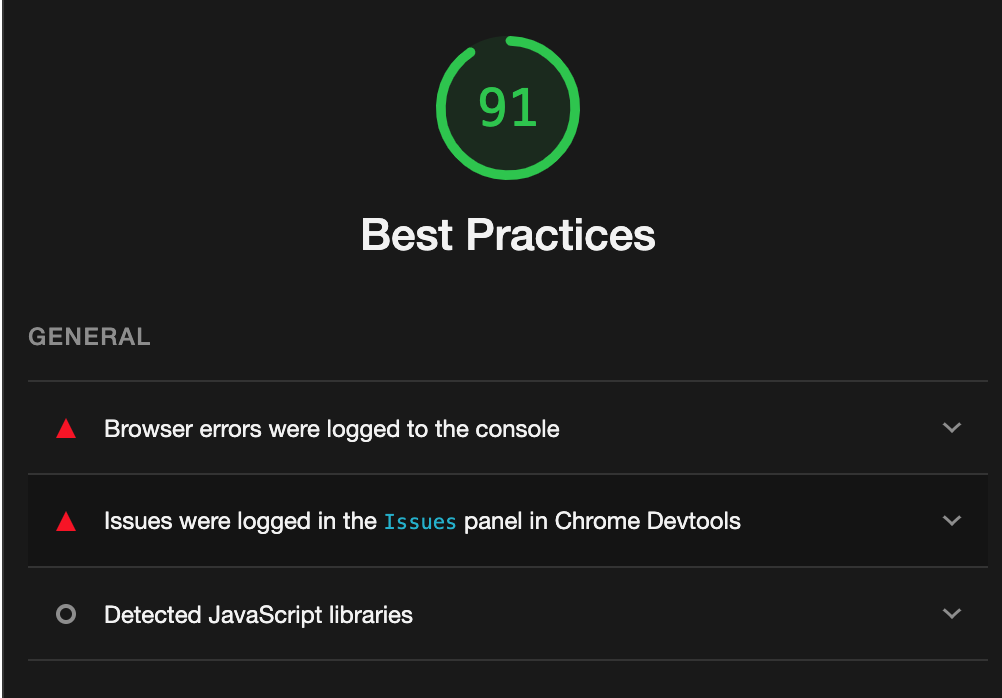 91
Best Practices
GENERAL
Browser errors were logged to the console
Issues were logged in the Issues panel in Chrome Devtools
Detected JavaScript libraries